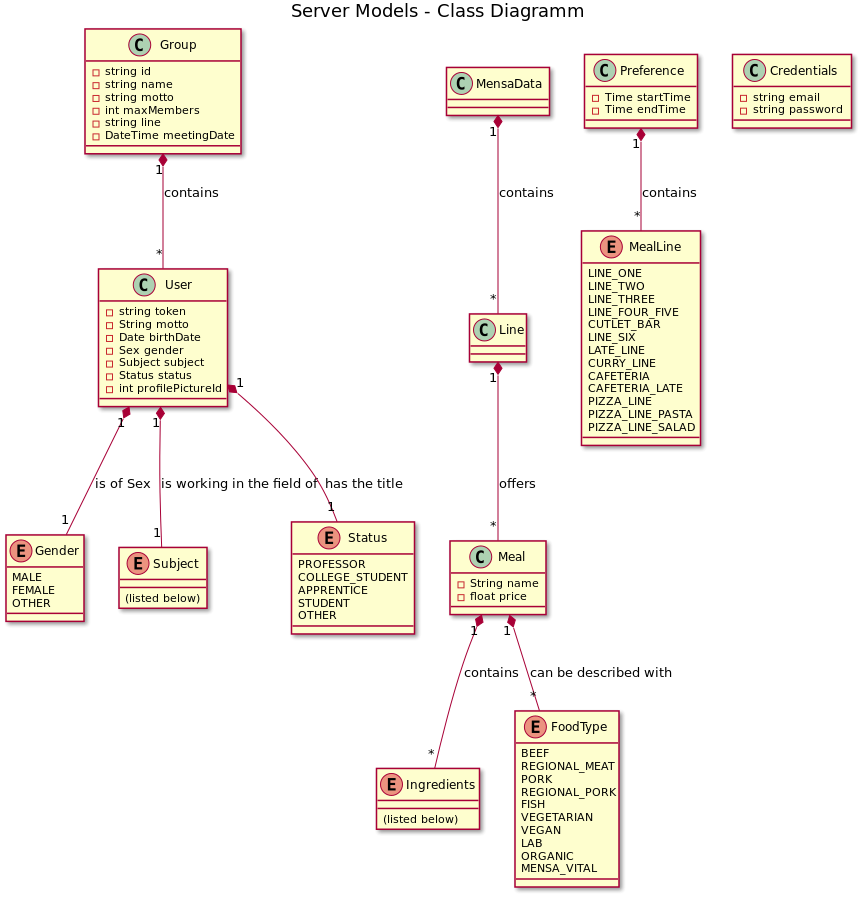 Server Models - Class Diagramm
C Group
string id
string name
string motto
int maxMembers
string line
DateTime meetingDate
1
contains
*
C User
string token
String motto
Date birthDate
Sex gender
Subject subject
Status status
int profilePictureId
1
1
1
is of Sex
is working in the field of
has the title
1
1
1
E Gender
MALE
FEMALE
OTHER
E Subject
(listed below)
E Status
PROFESSOR
COLLEGE_STUDENT
APPRENTICE
STUDENT
OTHER
C MensaData
1
contains
*
C Line
1
offers
*
C Meal
String name
float price
1
1
contains
can be described with
*
*
E Ingredients
(listed below)
E FoodType
BEEF
REGIONAL_MEAT
PORK
REGIONAL_PORK
FISH
VEGETARIAN
VEGAN
LAB
ORGANIC
MENSA_VITAL
C Preference
Time startTime
Time endTime
1
contains
*
E MealLine
LINE_ONE
LINE_TWO
LINE_THREE
LINE_FOUR_FIVE
CUTLET_BAR
LINE_SIX
LATE_LINE
CURRY_LINE
CAFETERIA
CAFETERIA_LATE
PIZZA_LINE
PIZZA_LINE_PASTA
PIZZA_LINE_SALAD
C Credentials
string email
string password